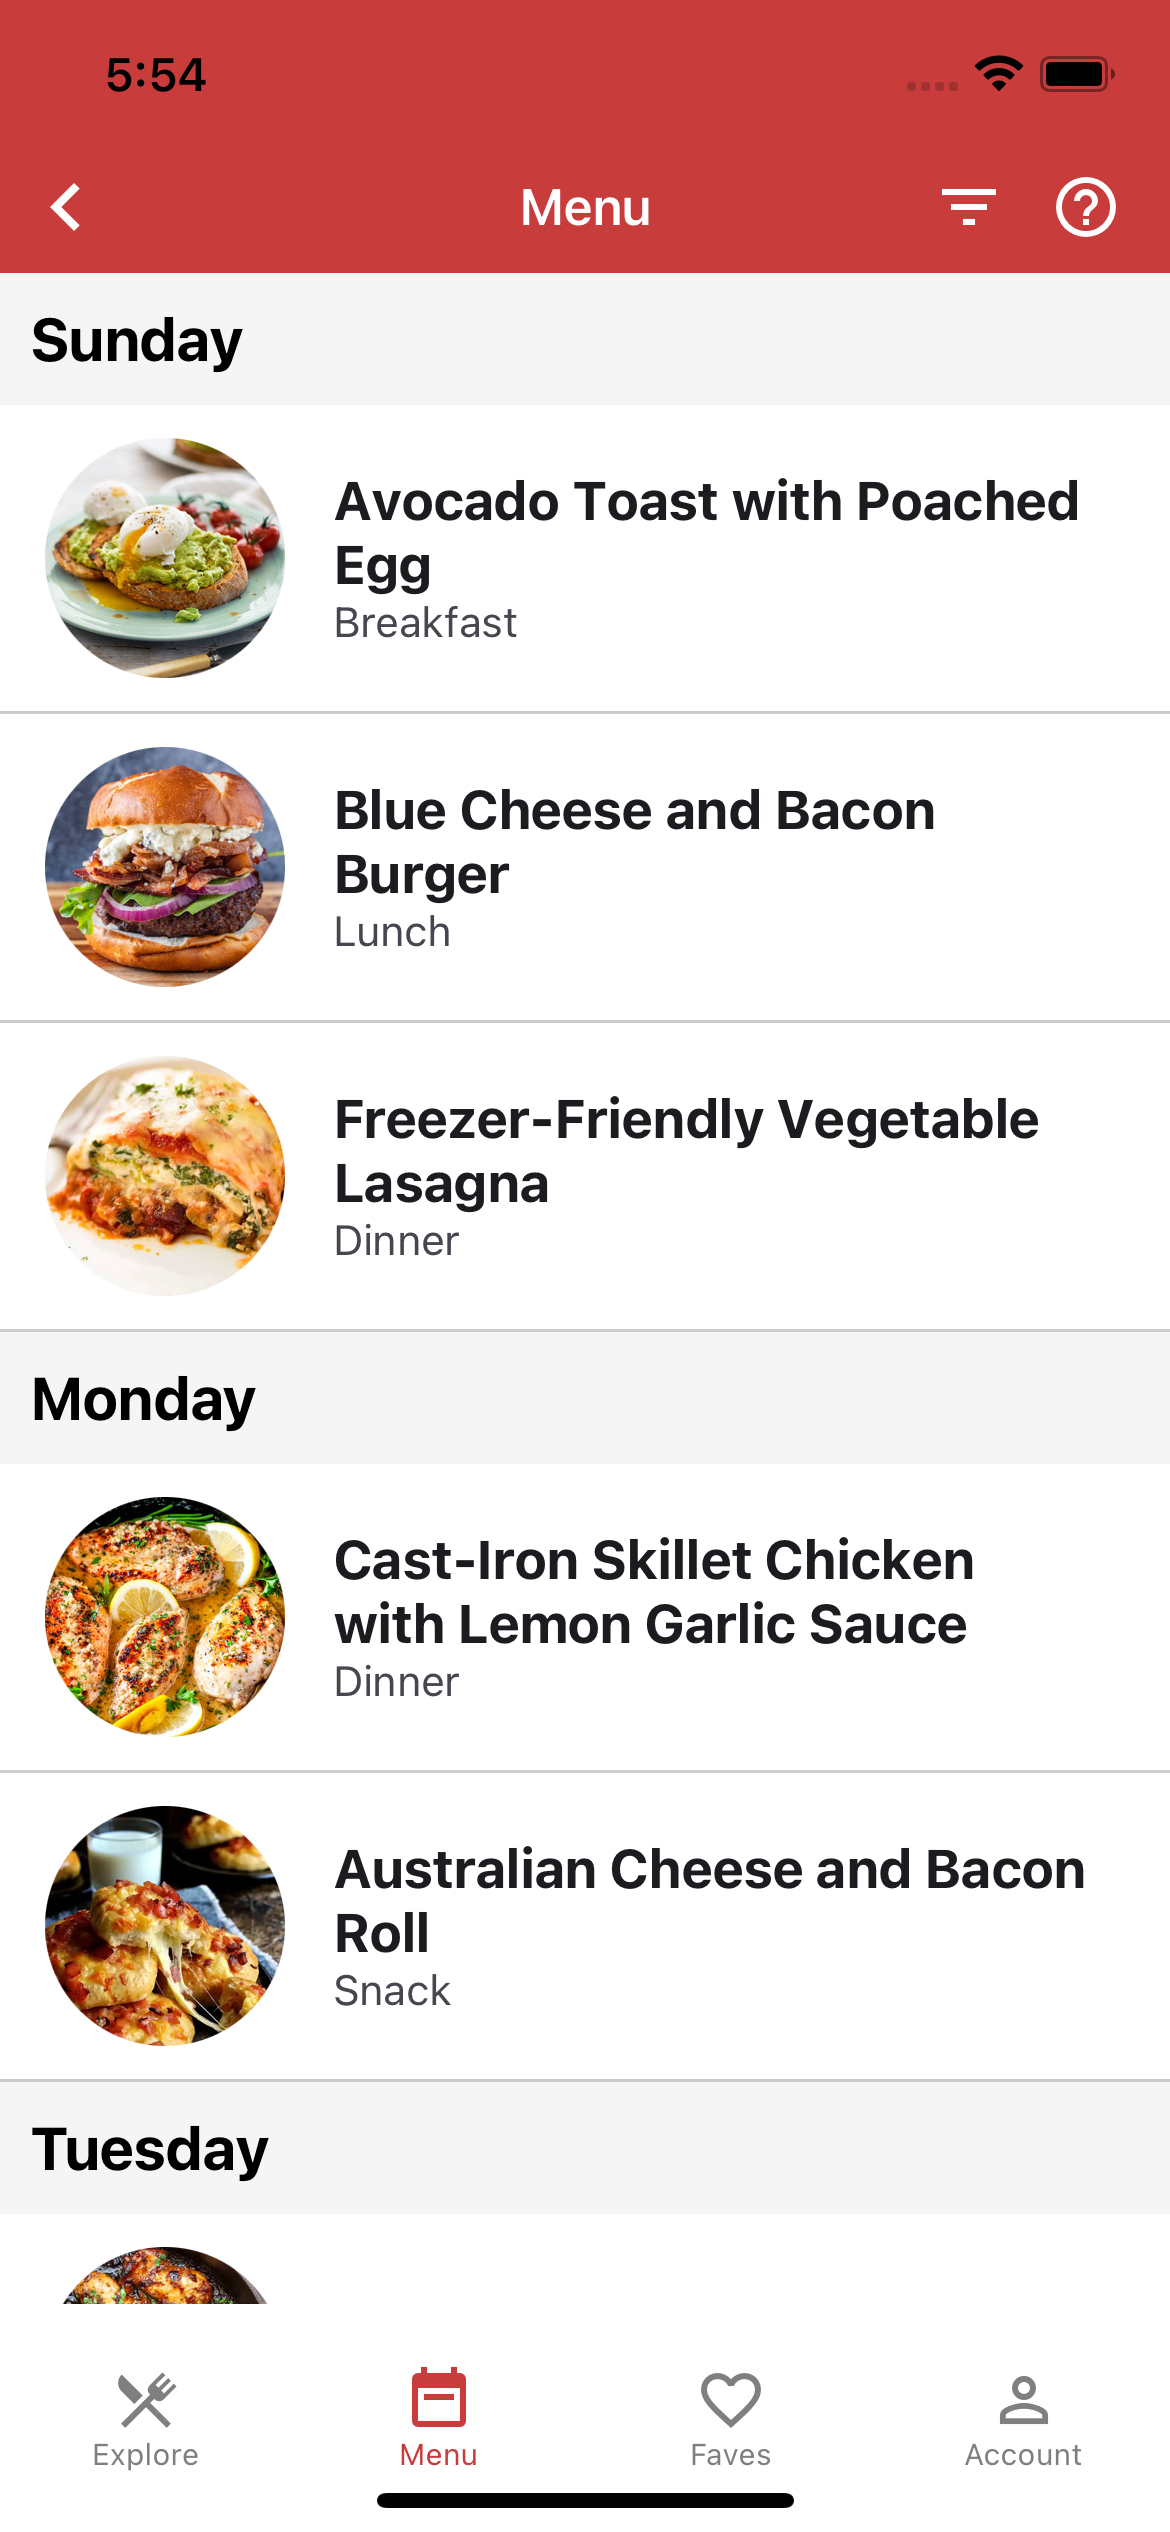 5:54
Menu
Sunday
Avocado Toast with Poached
Egg
Breakfast
Blue Cheese and Bacon
Burger
Lunch
Freezer-Friendly Vegetable
Lasagna
Dinner
Monday
Cast-Iron Skillet Chicken
with Lemon Garlic Sauce
Dinner
Australian Cheese and Bacon
Roll
Snack
Tuesday
Explore
Menu
Faves
Account